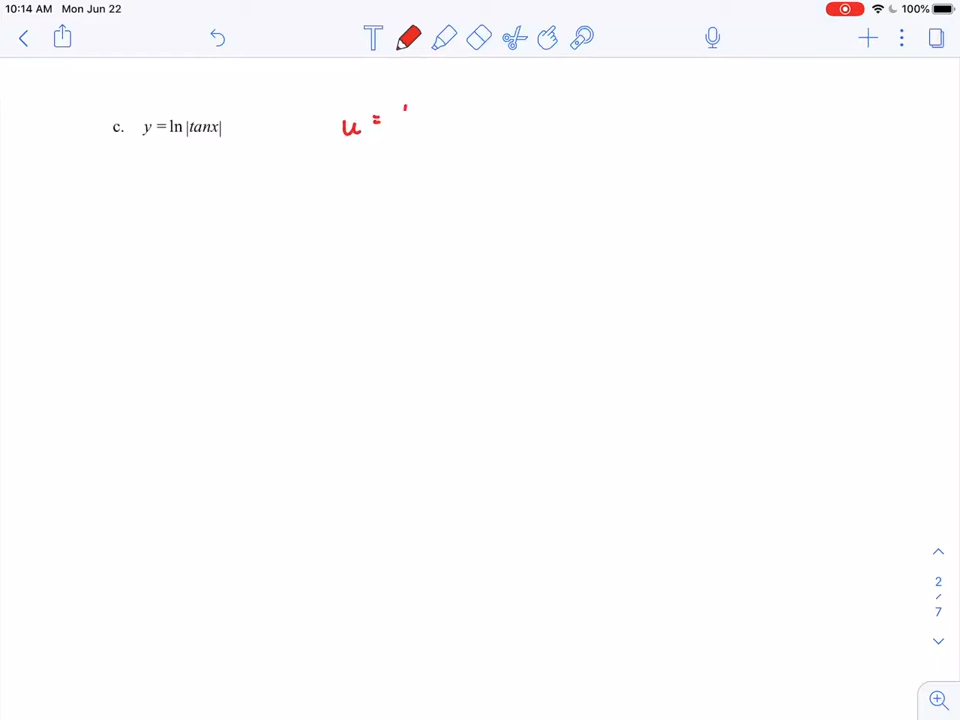 10:14 AM Mon Jun 22
100%
T
c. y = ln |tanx|
u =
2
7